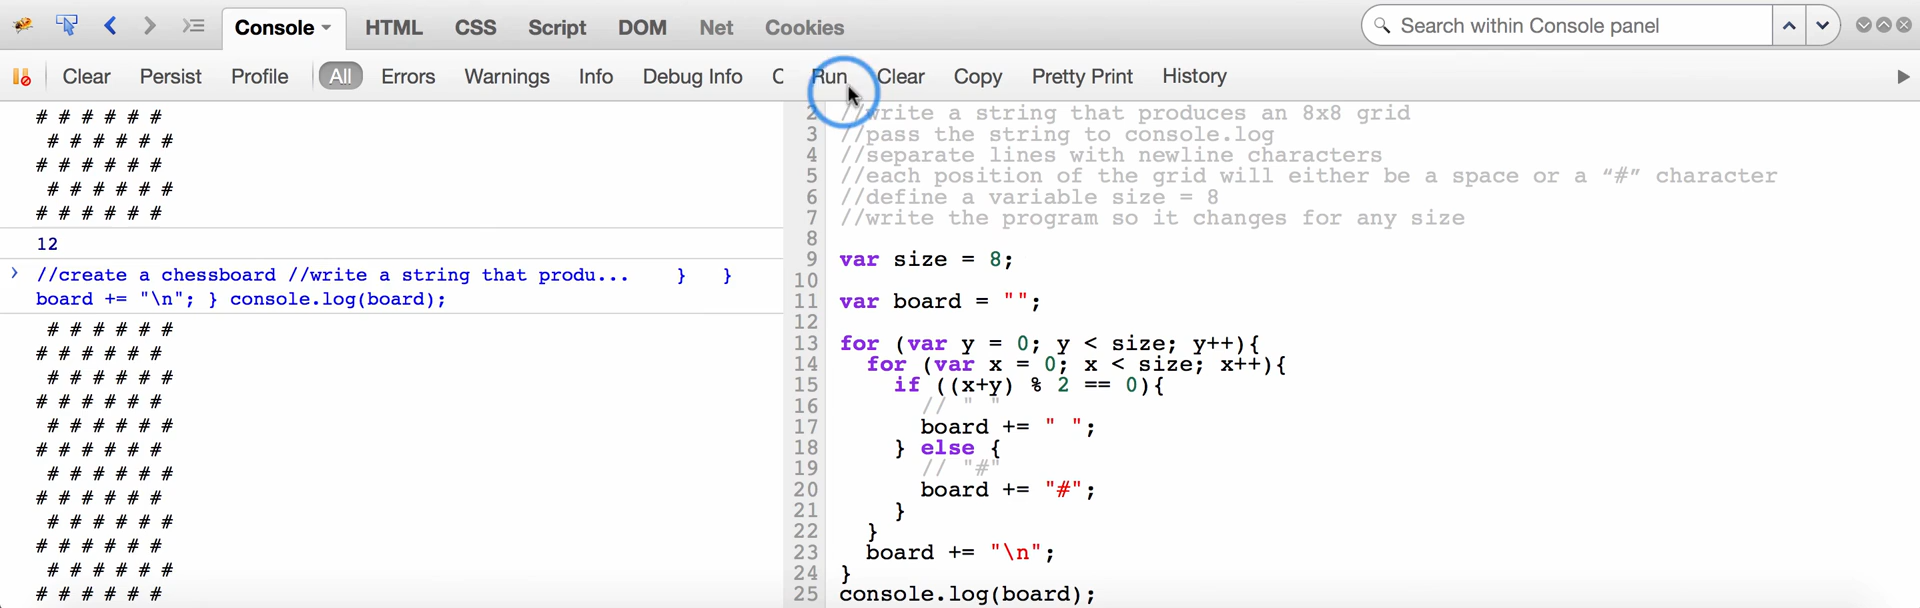 Console HTML CSS Script DOM Net Cookies Search within Console panel
Clear Persist Profile All Errors Warnings Info Debug Info C Run Clear Copy Pretty Print History
# # # # # #
 # # # # # #
# # # # # #
 # # # # # #
# # # # # #
12
//create a chessboard //write a string that produ... } }
board += "\n"; } console.log(board);
 # # # # # #
# # # # # #
 # # # # # #
# # # # # #
 # # # # # #
# # # # # #
 # # # # # #
# # # # # #
 # # # # # #
# # # # # #
 # # # # # #
# # # # # #
2 //write a string that produces an 8x8 grid
3 //pass the string to console.log
4 //separate lines with newline characters
5 //each position of the grid will either be a space or a “#” character
6 //define a variable size = 8
7 //write the program so it changes for any size
8
9 var size = 8;
10
11 var board = "";
12
13 for (var y = 0; y < size; y++){
14   for (var x = 0; x < size; x++){
15     if ((x+y) % 2 == 0){
16       // " "
17       board += " ";
18     } else {
19       // "#"
20       board += "#";
21     }
22   }
23   board += "\n";
24 }
25 console.log(board);